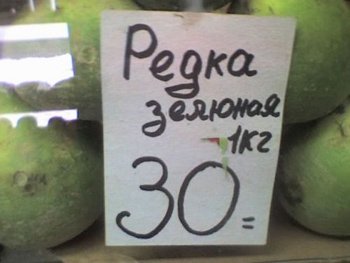 Редка
зелюная
1кг
30=